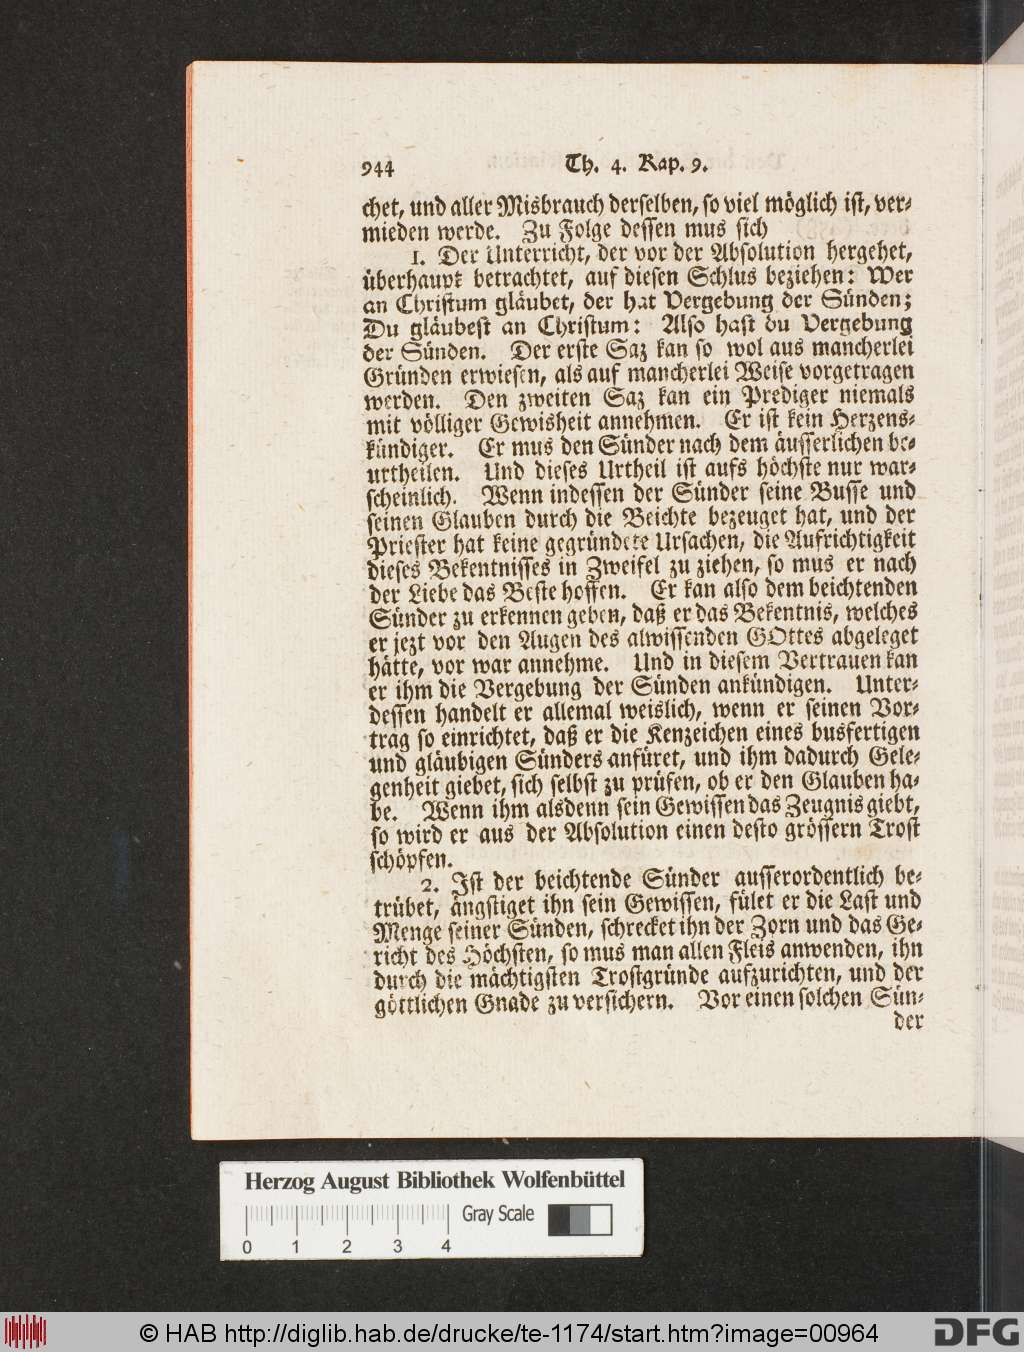 944 Th. 4. Kap. 9.
chet, und aller Misbrauch derselben, so viel möglich ist, ver-
mieden werde. Zu Folge dessen mus sich
1. Der Unterricht, der vor der Absolution hergehet,
überhaupt betrachtet, auf diesen Schlus beziehen: Wer
an Christum gläubet, der hat Vergebung der Sünden;
Du gläubest an Christum: Also hast du Vergebung
der Sünden. Der erste Saz kan so wol aus mancherlei
Gründen erwiesen, als auf mancherlei Weise vorgetragen
werden. Den zweiten Saz kan ein Prediger niemals
mit völliger Gewisheit annehmen. Er ist kein Herzens-
kündiger. Er mus den Sünder nach dem äusserlichen be-
urtheilen. Und dieses Urtheil ist aufs höchste nur war-
scheinlich. Wenn indessen der Sünder seine Busse und
seinen Glauben durch die Beichte bezeuget hat, und der
Priester hat keine gegründete Ursachen, die Aufrichtigkeit
dieses Bekentnisses in Zweifel zu ziehen, so mus er nach
der Liebe das Beste hoffen. Er kan also dem beichtenden
Sünder zu erkennen geben, daß er das Bekentnis, welches
er jezt vor den Augen des alwissenden GOttes abgeleget
hätte, vor war annehme. Und in diesem Vertrauen kan
er ihm die Vergebung der Sünden ankündigen. Unter-
dessen handelt er allemal weislich, wenn er seinen Vor-
trag so einrichtet, daß er die Kenzeichen eines busfertigen
und gläubigen Sünders anfüret, und ihm dadurch Gele-
genheit giebet, sich selbst zu prüfen, ob er den Glauben ha-
be. Wenn ihm alsdenn sein Gewissen das Zeugnis giebt,
so wird er aus der Absolution einen desto grössern Trost
schöpfen.
2. Ist der beichtende Sünder ausserordentlich be-
trübet, ängstiget ihn sein Gewissen, fület er die Last und
Menge seiner Sünden, schrecket ihn der Zorn und das Ge-
richt des Höchsten, so mus man allen Fleis anwenden, ihn
durch die mächtigsten Trostgründe aufzurichten, und der
göttlichen Gnade zu versichern. Vor einen solchen Sün-
der
Herzog August Bibliothek Wolfenbüttel
Gray Scale
0 1 2 3 4
© HAB http://diglib.hab.de/drucke/te-1174/start.htm?image=00964
DFG